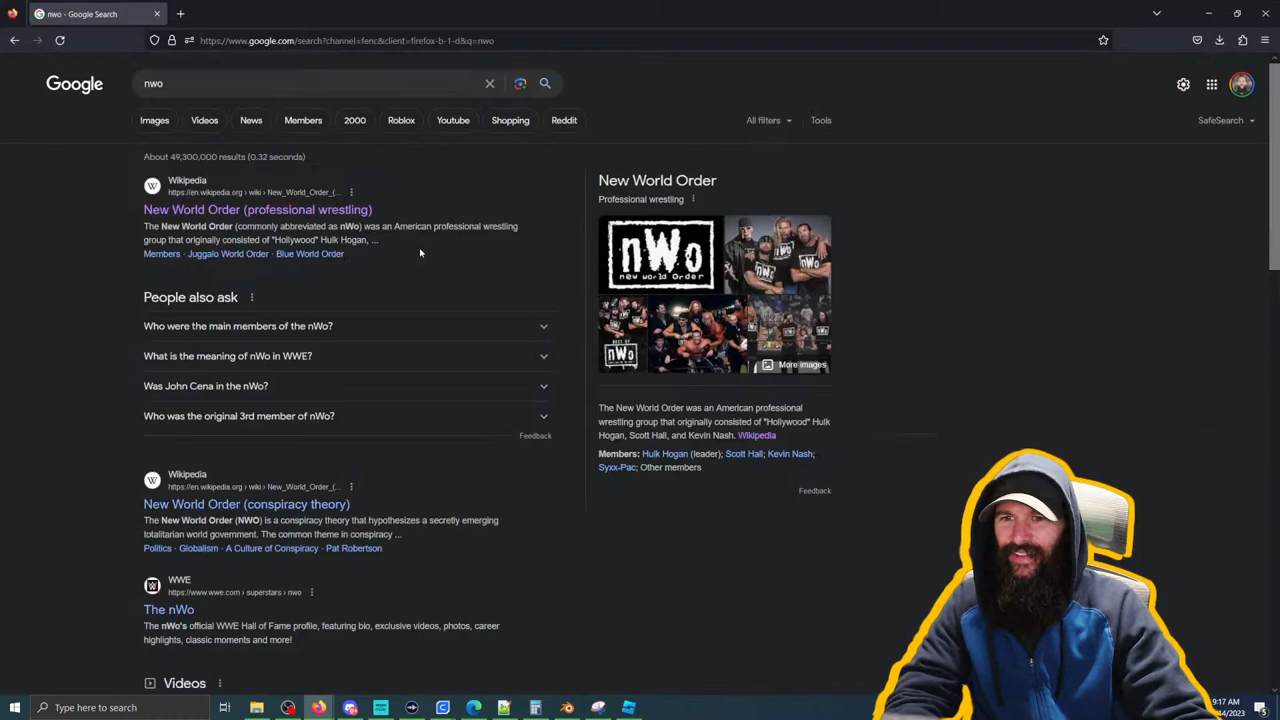 nwo - Google Search
https://www.google.com/search?channel=fenc&client=firefox-b-1-d&q=nwo
Google
nwo
Images
Videos
News
Members
2000
Roblox
Youtube
Shopping
Reddit
All filters
Tools
SafeSearch
About 49,300,000 results (0.32 seconds)
Wikipedia
https://en.wikipedia.org › wiki › New_World_Order_(...
New World Order (professional wrestling)
The New World Order (commonly abbreviated as nWo) was an American professional wrestling
group that originally consisted of "Hollywood" Hulk Hogan, ...
Members · Juggalo World Order · Blue World Order
People also ask
Who were the main members of the nWo?
What is the meaning of nWo in WWE?
Was John Cena in the nWo?
Who was the original 3rd member of nWo?
Feedback
Wikipedia
https://en.wikipedia.org › wiki › New_World_Order_(...
New World Order (conspiracy theory)
The New World Order (NWO) is a conspiracy theory that hypothesizes a secretly emerging
totalitarian world government. The common theme in conspiracy ...
Politics · Globalism · A Culture of Conspiracy · Pat Robertson
WWE
https://www.wwe.com › superstars › nwo
The nWo
The nWo's official WWE Hall of Fame profile, featuring bio, exclusive videos, photos, career
highlights, classic moments and more!
Videos
New World Order
Professional wrestling
nWo
new world Order
BEST OF
nWo
More images
The New World Order was an American professional
wrestling group that originally consisted of "Hollywood" Hulk
Hogan, Scott Hall, and Kevin Nash. Wikipedia
Members: Hulk Hogan (leader); Scott Hall; Kevin Nash;
Syxx-Pac; Other members
Feedback
Type here to search
9:17 AM